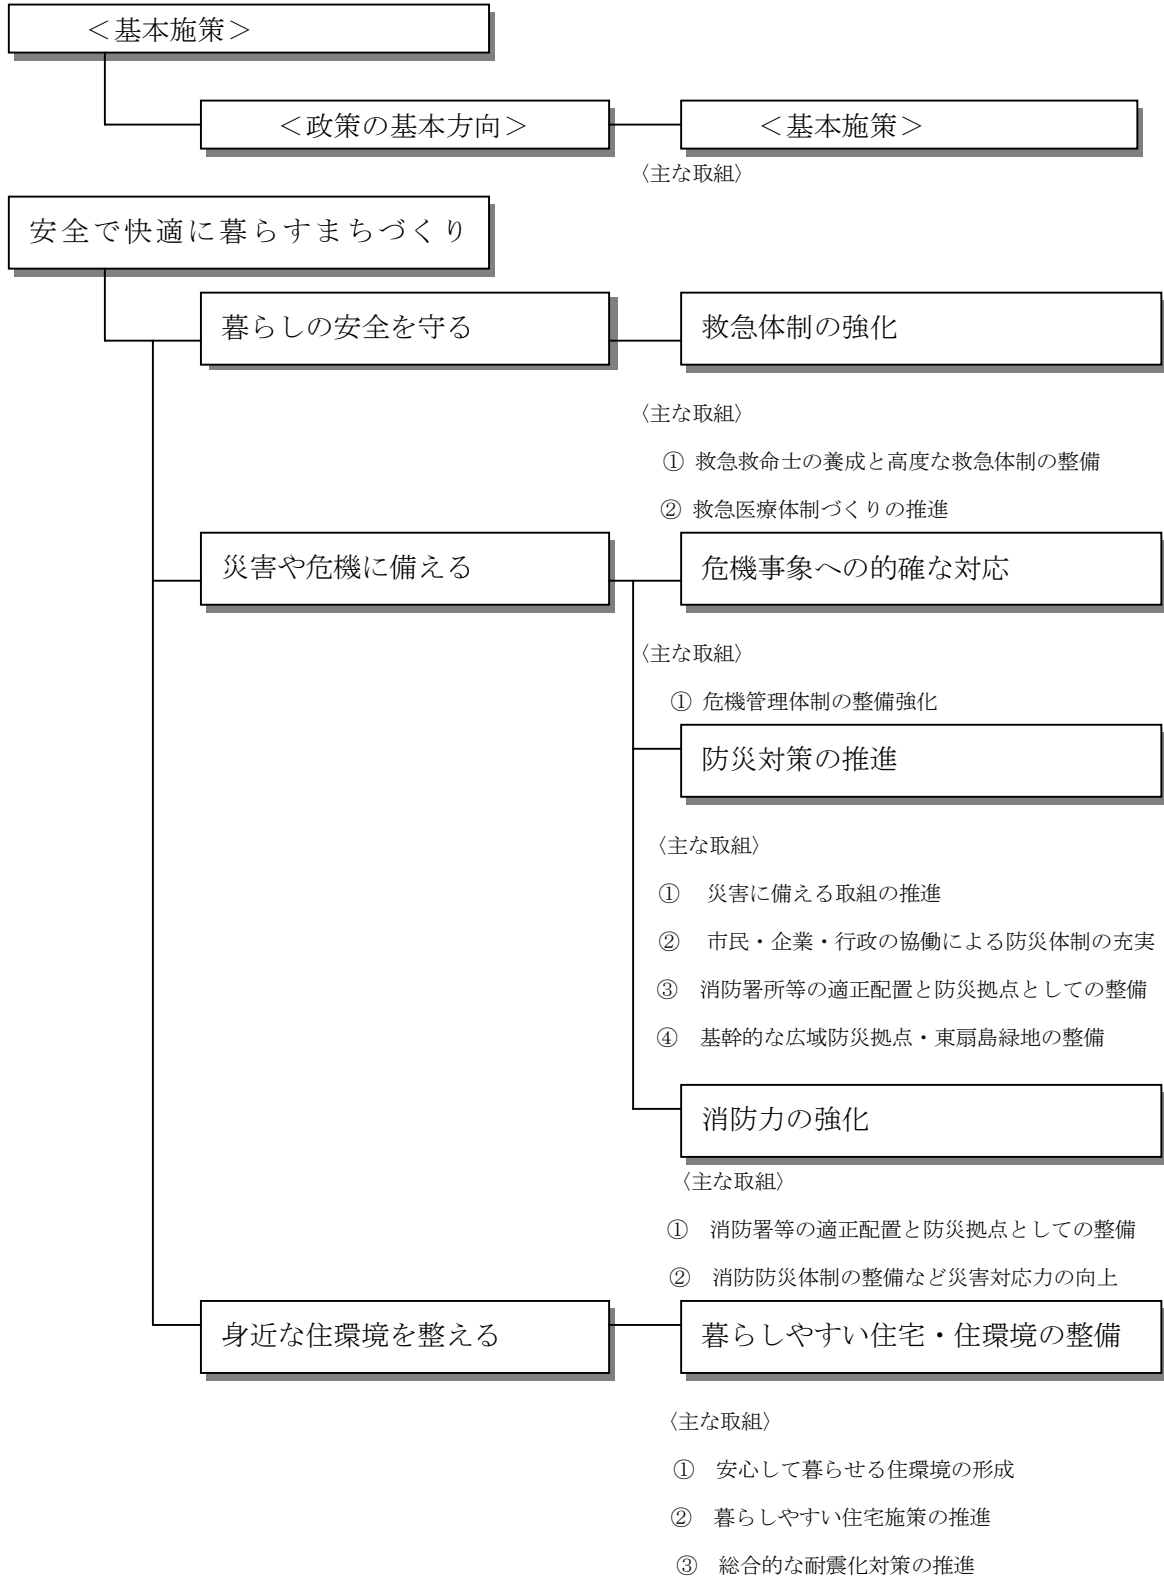 ＜基本施策＞
＜政策の基本方向＞
＜基本施策＞
〈主な取組〉
安全で快適に暮らすまちづくり
暮らしの安全を守る
救急体制の強化
〈主な取組〉
① 救急救命士の養成と高度な救急体制の整備
② 救急医療体制づくりの推進
災害や危機に備える
危機事象への的確な対応
〈主な取組〉
① 危機管理体制の整備強化
防災対策の推進
〈主な取組〉
① 災害に備える取組の推進
② 市民・企業・行政の協働による防災体制の充実
③ 消防署所等の適正配置と防災拠点としての整備
④ 基幹的な広域防災拠点・東扇島緑地の整備
消防力の強化
〈主な取組〉
① 消防署等の適正配置と防災拠点としての整備
② 消防防災体制の整備など災害対応力の向上
身近な住環境を整える
暮らしやすい住宅・住環境の整備
〈主な取組〉
① 安心して暮らせる住環境の形成
② 暮らしやすい住宅施策の推進
③ 総合的な耐震化対策の推進